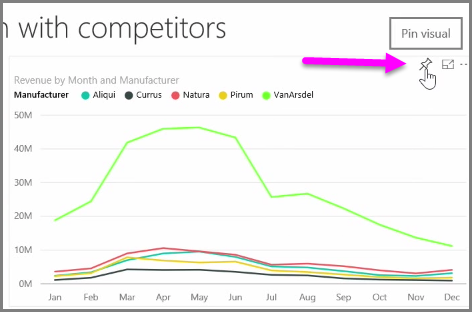 n with competitors
Pin visual
Revenue by Month and Manufacturer
Manufacturer Aliqui Currus Natura Pirum VanArsdel
50M
40M
30M
20M
10M
0M
Jan Feb Mar Apr May Jun Jul Aug Sep Oct Nov Dec